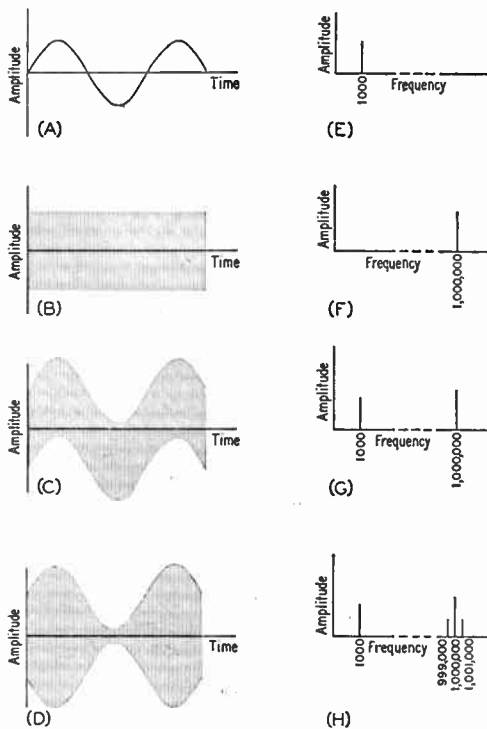 Amplitude
Time
(A)
Amplitude
1000
Frequency
(E)
Amplitude
Time
(B)
Amplitude
Frequency
1,000,000
(F)
Amplitude
Time
(C)
Amplitude
1000
Frequency
1,000,000
(G)
Amplitude
Time
(D)
Amplitude
1000
Frequency
999,000
1,000,000
1,001,000
(H)